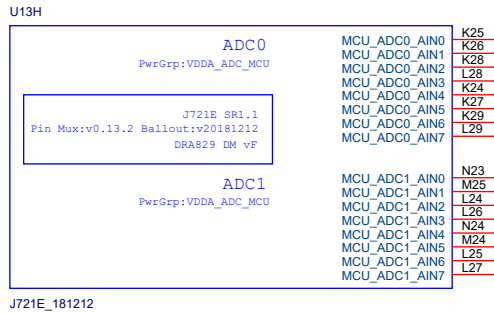 U13H
ADC0
PwrGrp:VDDA_ADC_MCU
MCU_ADC0_AIN0 K25
MCU_ADC0_AIN1 K26
MCU_ADC0_AIN2 K28
MCU_ADC0_AIN3 L28
MCU_ADC0_AIN4 K24
MCU_ADC0_AIN5 K27
MCU_ADC0_AIN6 K29
MCU_ADC0_AIN7 L29
J721E SR1.1
Pin Mux:v0.13.2 Ballout:v20181212
DRA829 DM vF
ADC1
PwrGrp:VDDA_ADC_MCU
MCU_ADC1_AIN0 N23
MCU_ADC1_AIN1 M25
MCU_ADC1_AIN2 L24
MCU_ADC1_AIN3 L26
MCU_ADC1_AIN4 N24
MCU_ADC1_AIN5 M24
MCU_ADC1_AIN6 L25
MCU_ADC1_AIN7 L27
J721E_181212